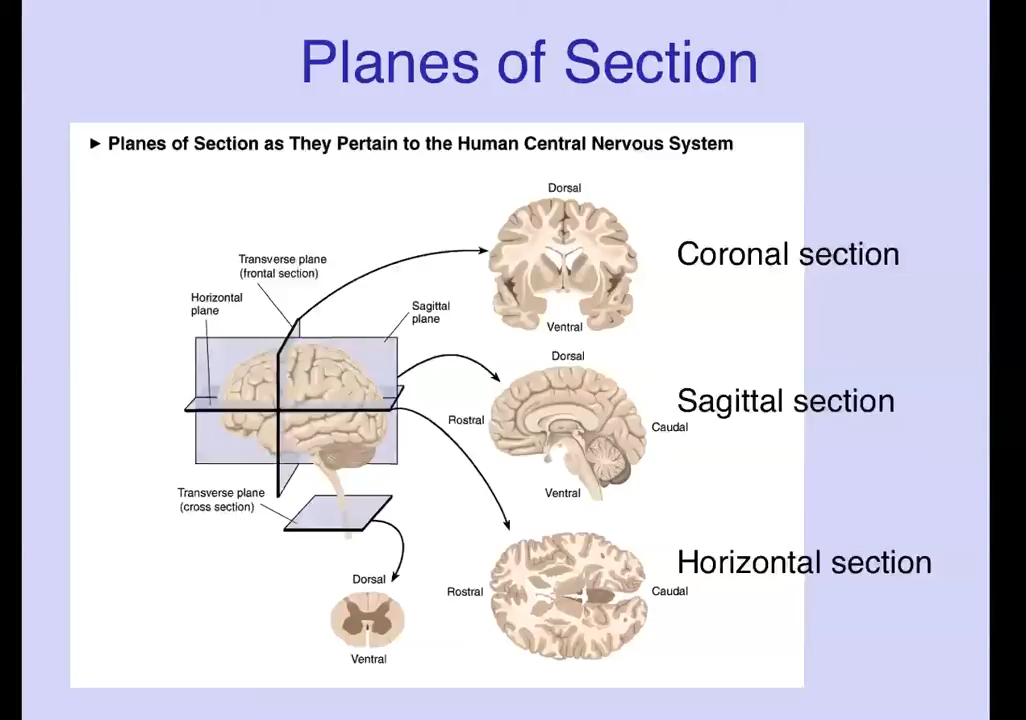 Planes of Section
► Planes of Section as They Pertain to the Human Central Nervous System
Dorsal
Coronal section
Transverse plane
(frontal section)
Horizontal
plane
Sagittal
plane
Ventral
Dorsal
Sagittal section
Rostral
Caudal
Ventral
Transverse plane
(cross section)
Horizontal section
Dorsal
Rostral
Caudal
Ventral